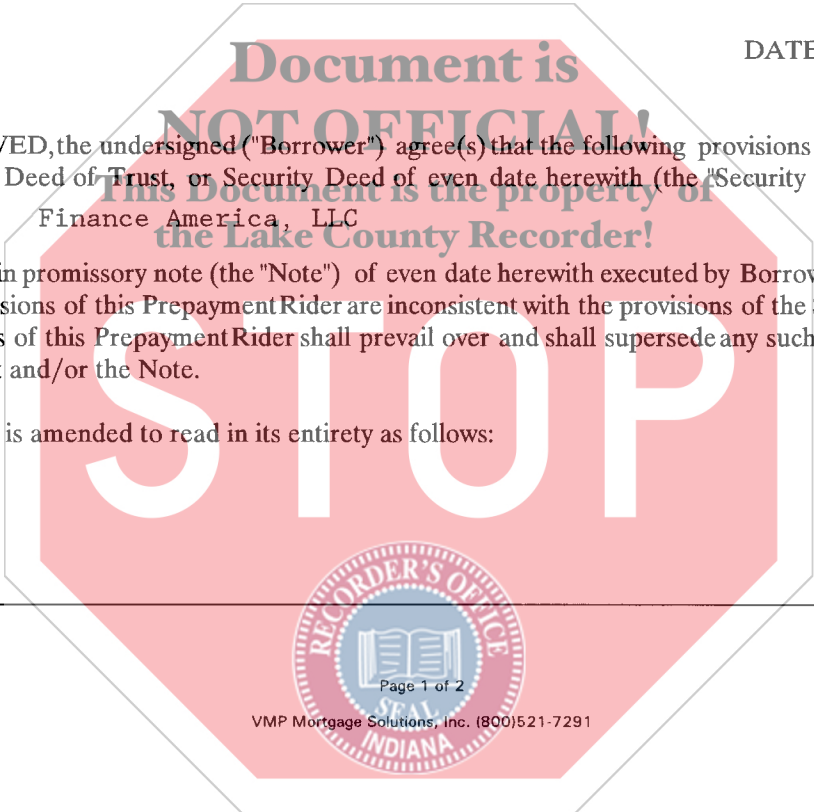 Document is
DATE
NOT OFFICIAL!
VED, the undersigned ("Borrower") agree(s) that the following provisions
Deed of Trust, or Security Deed of even date herewith (the "Security
This Document is the property of
Finance America, LLC
the Lake County Recorder!
in promissory note (the "Note") of even date herewith executed by Borrow
sions of this Prepayment Rider are inconsistent with the provisions of the
s of this Prepayment Rider shall prevail over and shall supersede any such
t and/or the Note.
is amended to read in its entirety as follows:
STOP
RECORDER'S OFFICE
Page 1 of 2
SEAL
VMP Mortgage Solutions, Inc. (800)521-7291
INDIANA